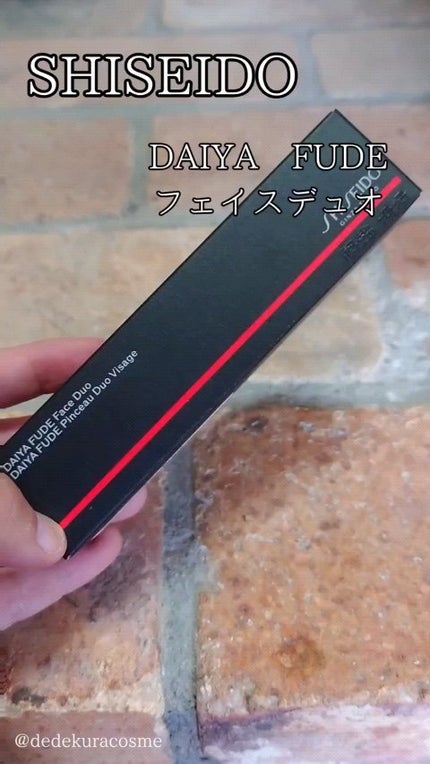 SHISEIDO
DAIYA FUDE
フェイスデュオ
SHISEIDO
DAIYA FUDE Face Duo
DAIYA FUDE Pinceau Duo Visage
@dedekuracosme